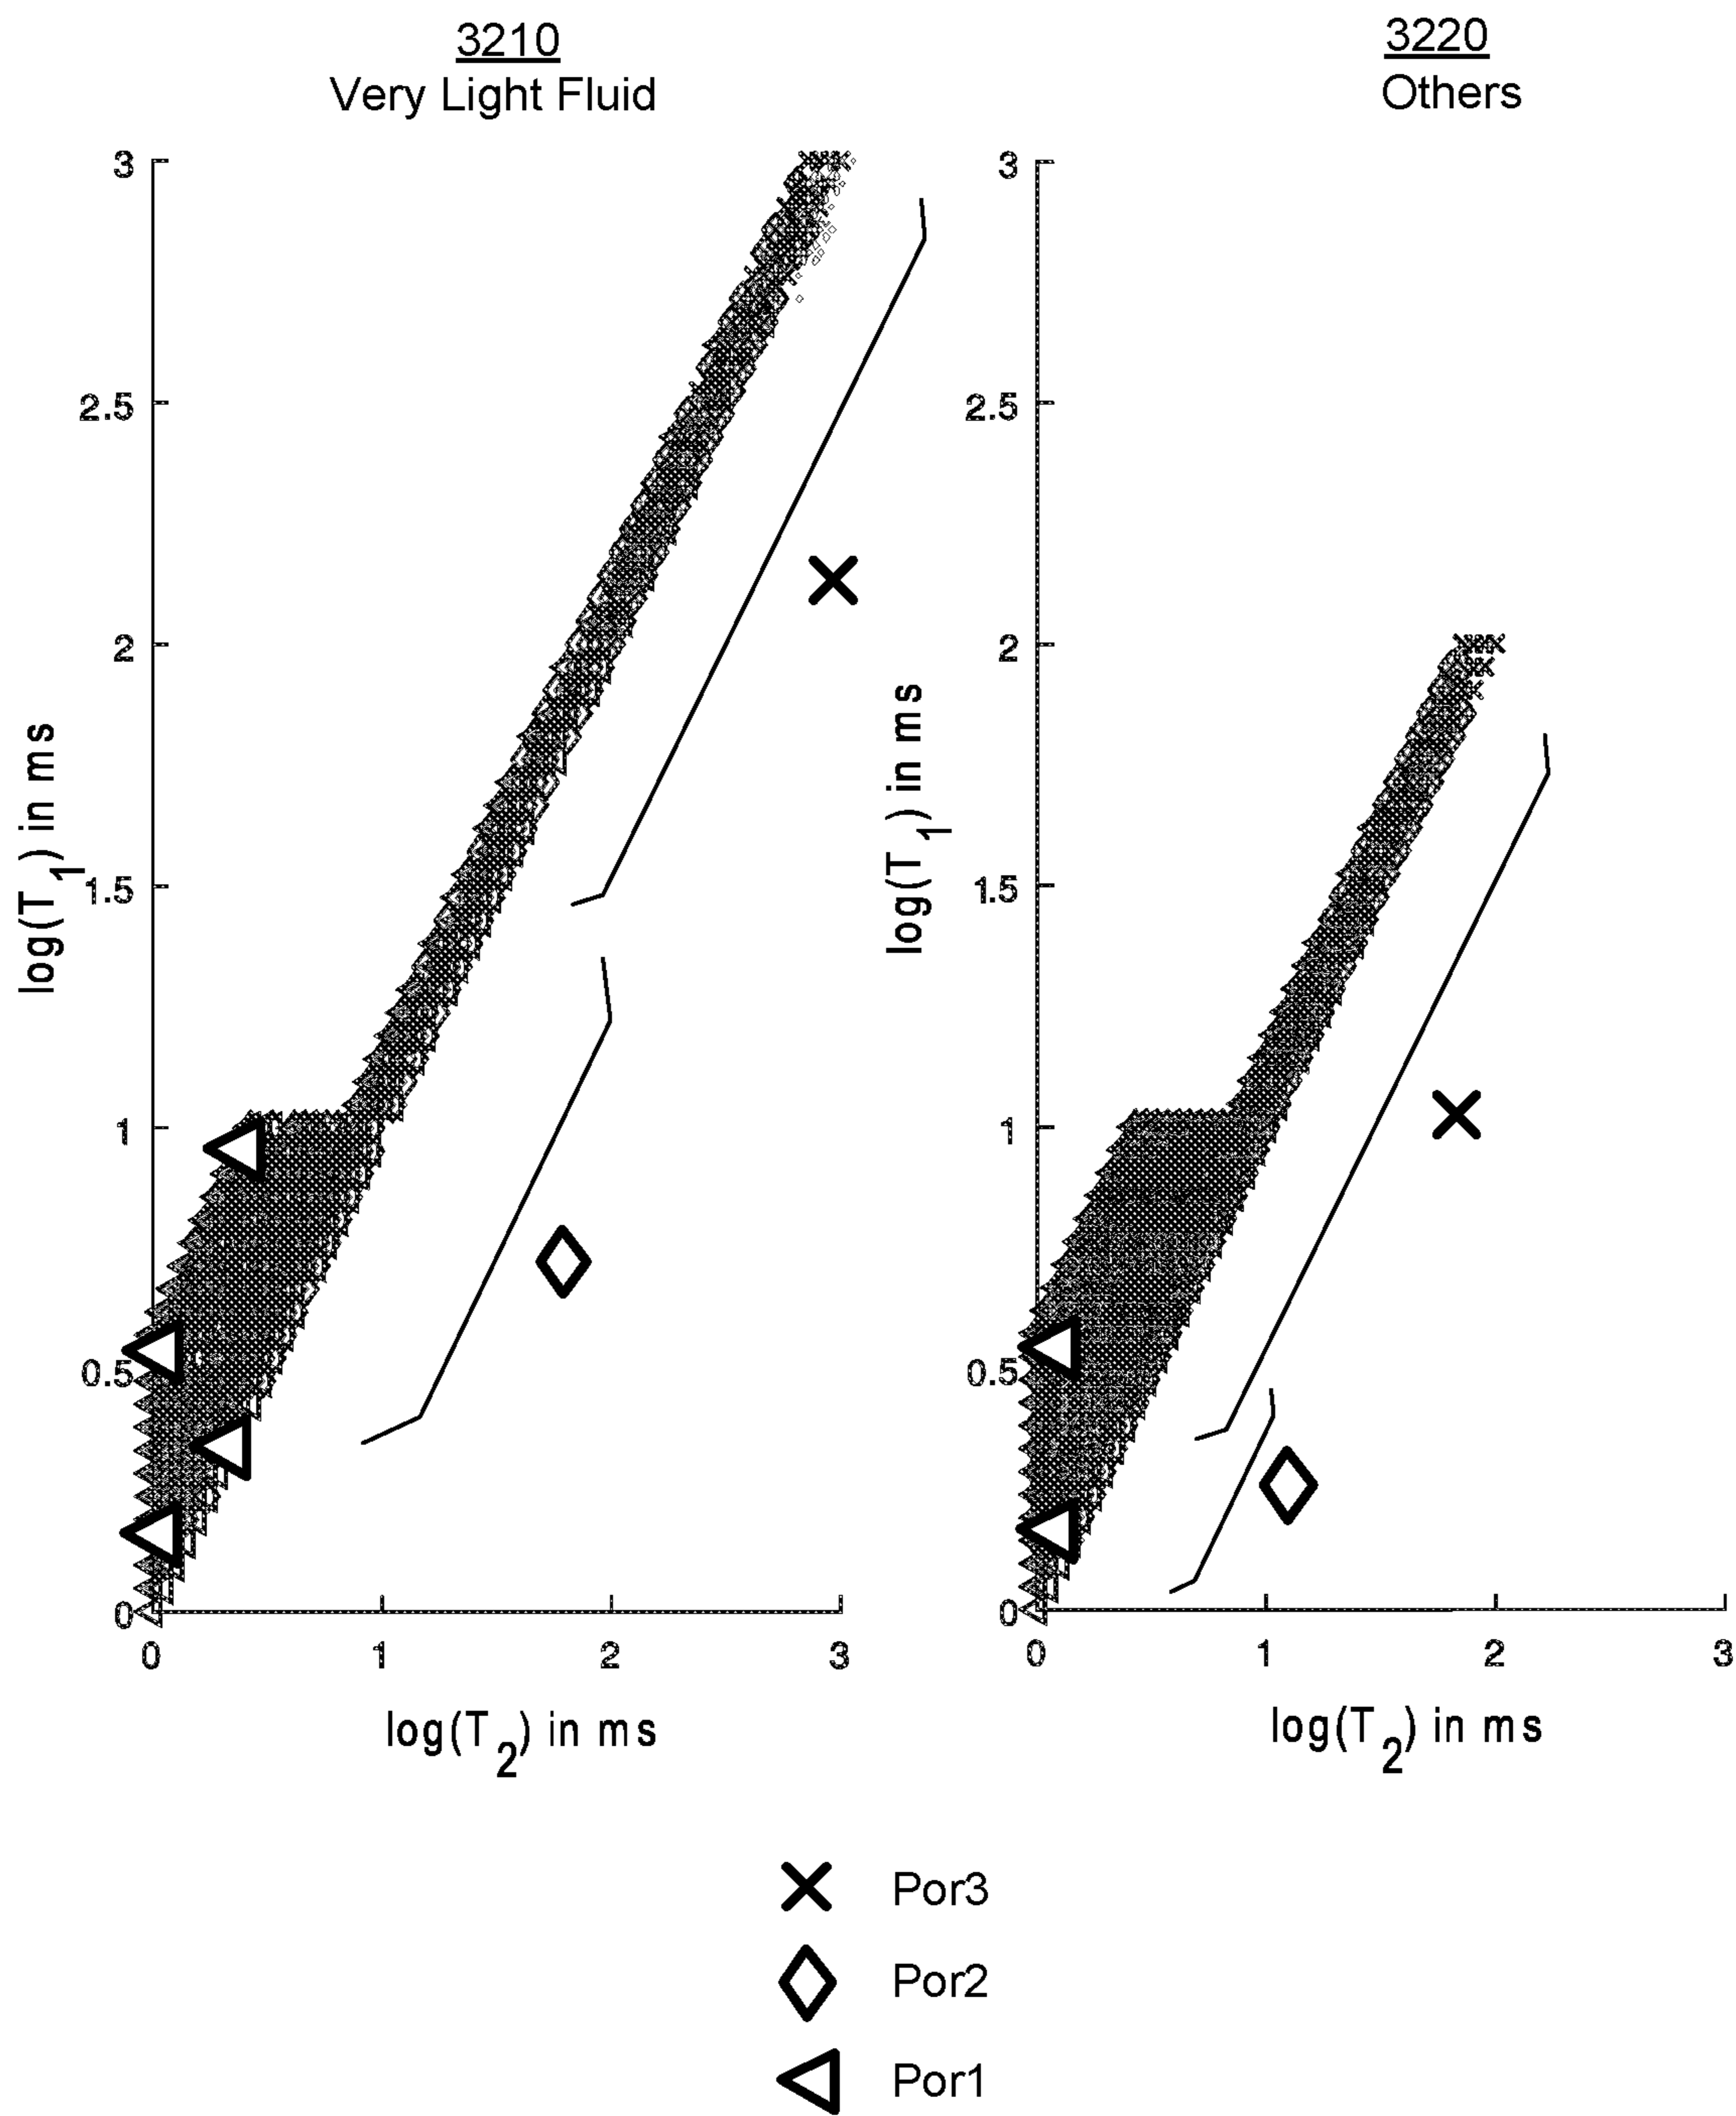 3210
Very Light Fluid
3
2.5
2
1.5
1
0.5
0
0 1 2 3
log(T1) in ms
log(T2) in ms
3220
Others
3
2.5
2
1.5
1
0.5
0
0 1 2 3
log(T1) in ms
log(T2) in ms
Por3
Por2
Por1